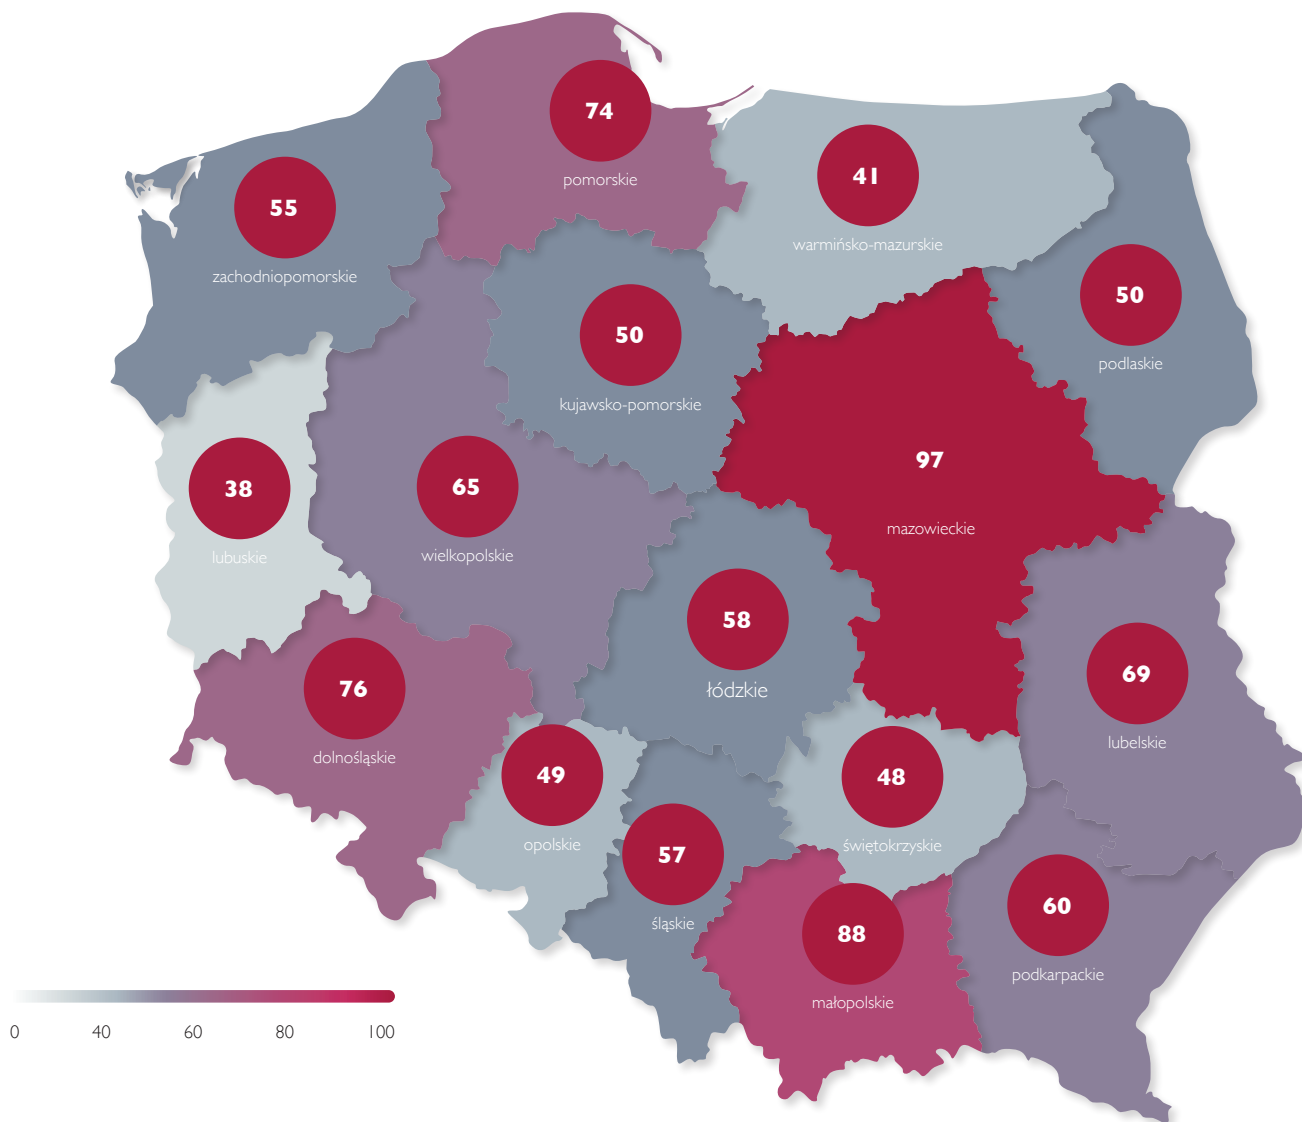 74
pomorskie
41
warmińsko-mazurskie
55
zachodniopomorskie
50
podlaskie
50
kujawsko-pomorskie
97
mazowieckie
65
wielkopolskie
38
lubuskie
58
łódzkie
69
lubelskie
76
dolnośląskie
49
opolskie
48
świętokrzyskie
57
śląskie
60
podkarpackie
88
małopolskie
0 40 60 80 100